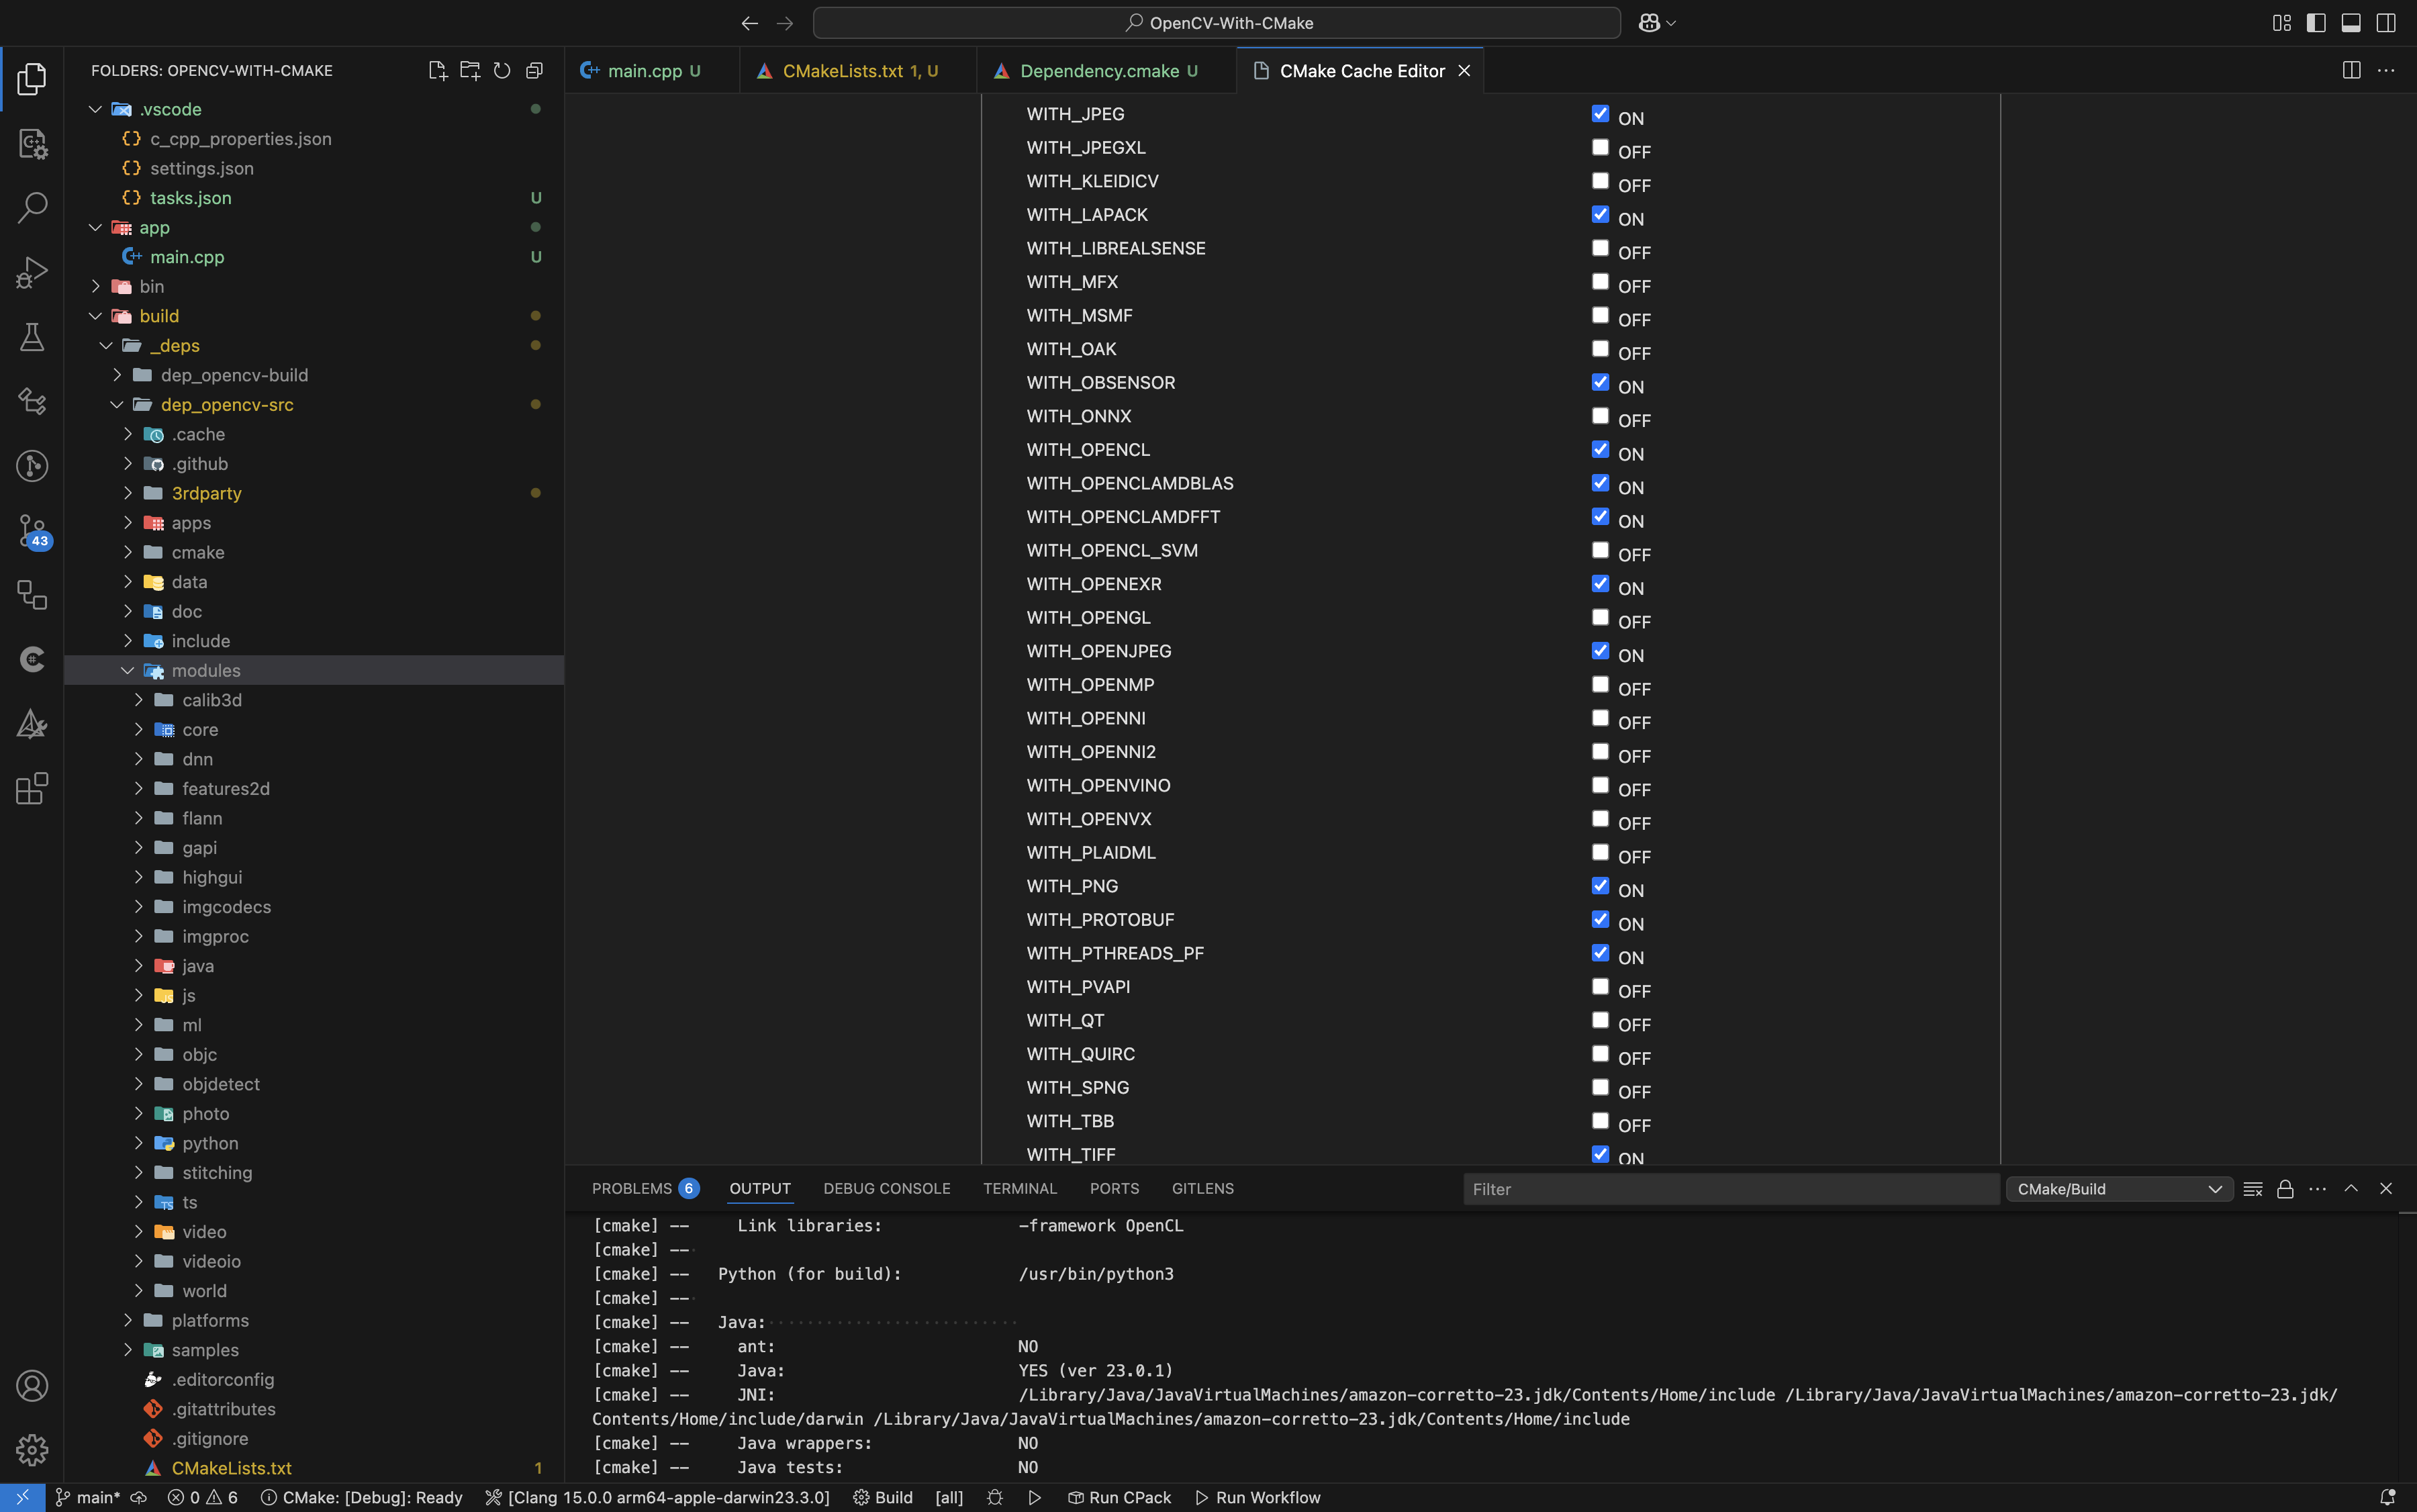 OpenCV-With-CMake
FOLDERS: OPENCV-WITH-CMAKE
.vscode
c_cpp_properties.json
settings.json
tasks.json U
app
main.cpp U
bin
build
_deps
dep_opencv-build
dep_opencv-src
.cache
.github
3rdparty
apps
cmake
data
doc
include
modules
calib3d
core
dnn
features2d
flann
gapi
highgui
imgcodecs
imgproc
java
js
ml
objc
objdetect
photo
python
stitching
ts
video
videoio
world
platforms
samples
.editorconfig
.gitattributes
.gitignore
CMakeLists.txt 1
43
main.cpp U
CMakeLists.txt 1, U
Dependency.cmake U
CMake Cache Editor
WITH_JPEG ON
WITH_JPEGXL OFF
WITH_KLEIDICV OFF
WITH_LAPACK ON
WITH_LIBREALSENSE OFF
WITH_MFX OFF
WITH_MSMF OFF
WITH_OAK OFF
WITH_OBSENSOR ON
WITH_ONNX OFF
WITH_OPENCL ON
WITH_OPENCLAMDBLAS ON
WITH_OPENCLAMDFFT ON
WITH_OPENCL_SVM OFF
WITH_OPENEXR ON
WITH_OPENGL OFF
WITH_OPENJPEG ON
WITH_OPENMP OFF
WITH_OPENNI OFF
WITH_OPENNI2 OFF
WITH_OPENVINO OFF
WITH_OPENVX OFF
WITH_PLAIDML OFF
WITH_PNG ON
WITH_PROTOBUF ON
WITH_PTHREADS_PF ON
WITH_PVAPI OFF
WITH_QT OFF
WITH_QUIRC OFF
WITH_SPNG OFF
WITH_TBB OFF
WITH_TIFF ON
PROBLEMS 6 OUTPUT DEBUG CONSOLE TERMINAL PORTS GITLENS Filter CMake/Build
[cmake] -- Link libraries: -framework OpenCL
[cmake] --
[cmake] -- Python (for build): /usr/bin/python3
[cmake] --
[cmake] -- Java:
[cmake] -- ant: NO
[cmake] -- Java: YES (ver 23.0.1)
[cmake] -- JNI: /Library/Java/JavaVirtualMachines/amazon-corretto-23.jdk/Contents/Home/include /Library/Java/JavaVirtualMachines/amazon-corretto-23.jdk/
Contents/Home/include/darwin /Library/Java/JavaVirtualMachines/amazon-corretto-23.jdk/Contents/Home/include
[cmake] -- Java wrappers: NO
[cmake] -- Java tests: NO
main* 0 6 CMake: [Debug]: Ready [Clang 15.0.0 arm64-apple-darwin23.3.0] Build [all] Run CPack Run Workflow